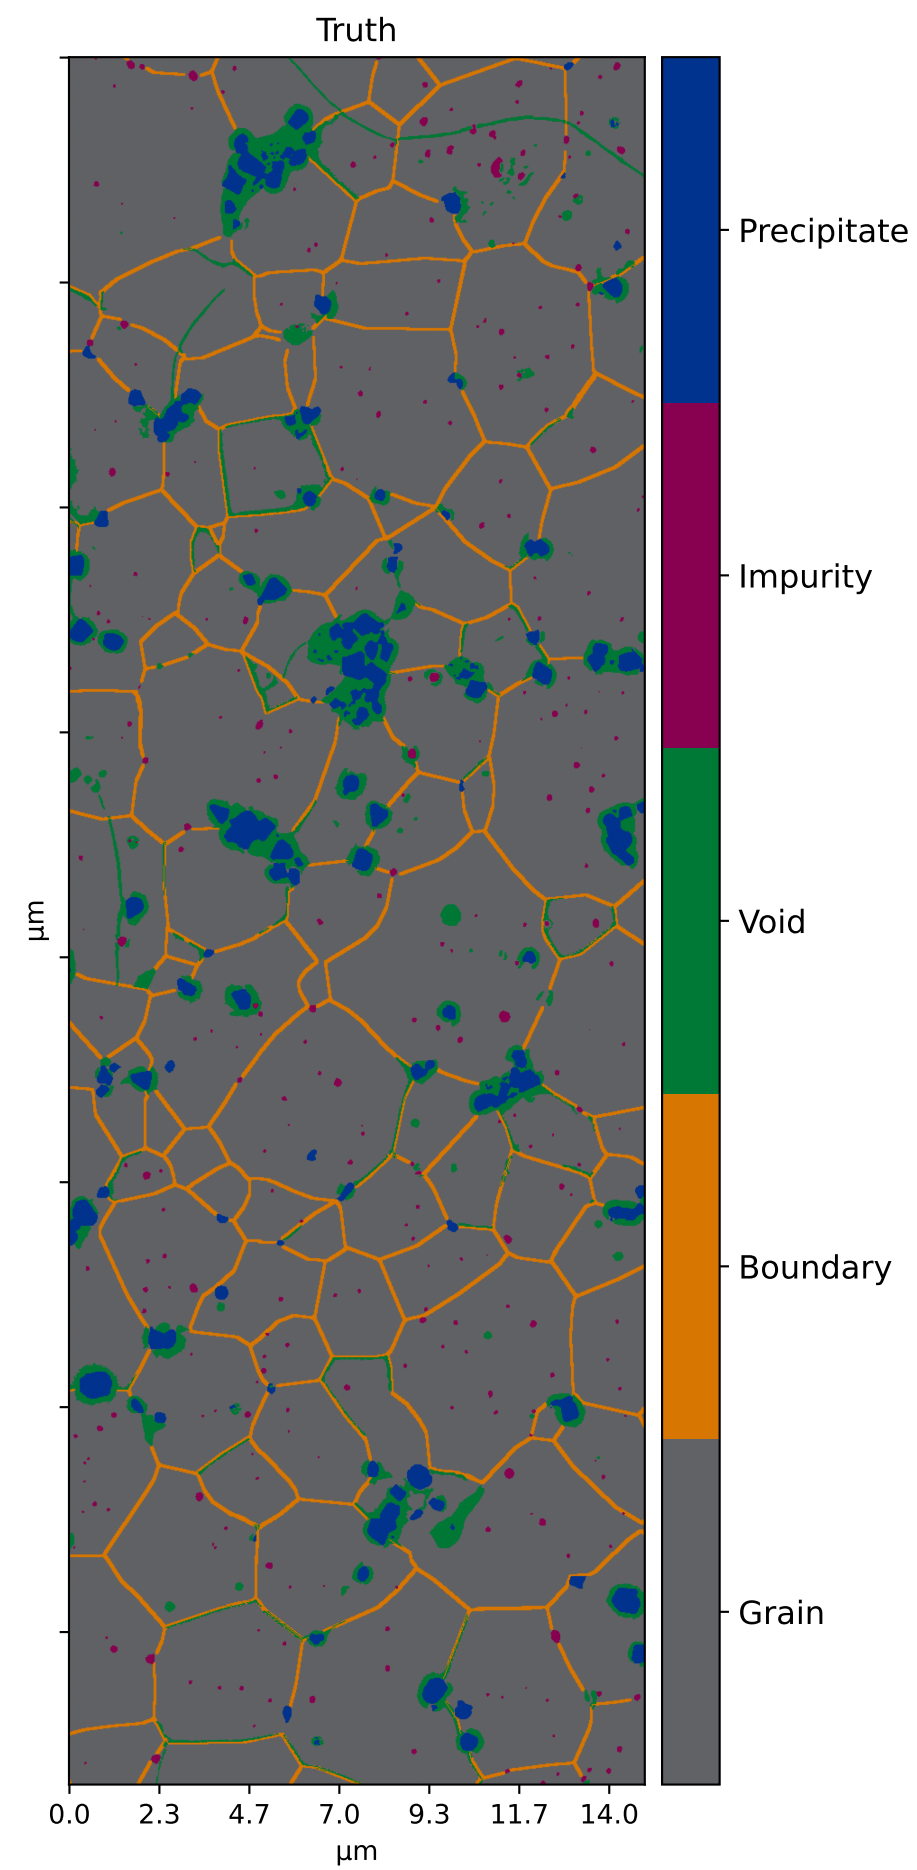 Truth
Precipitate
Impurity
μm
Void
Boundary
Grain
0.0 2.3 4.7 7.0 9.3 11.7 14.0
μm